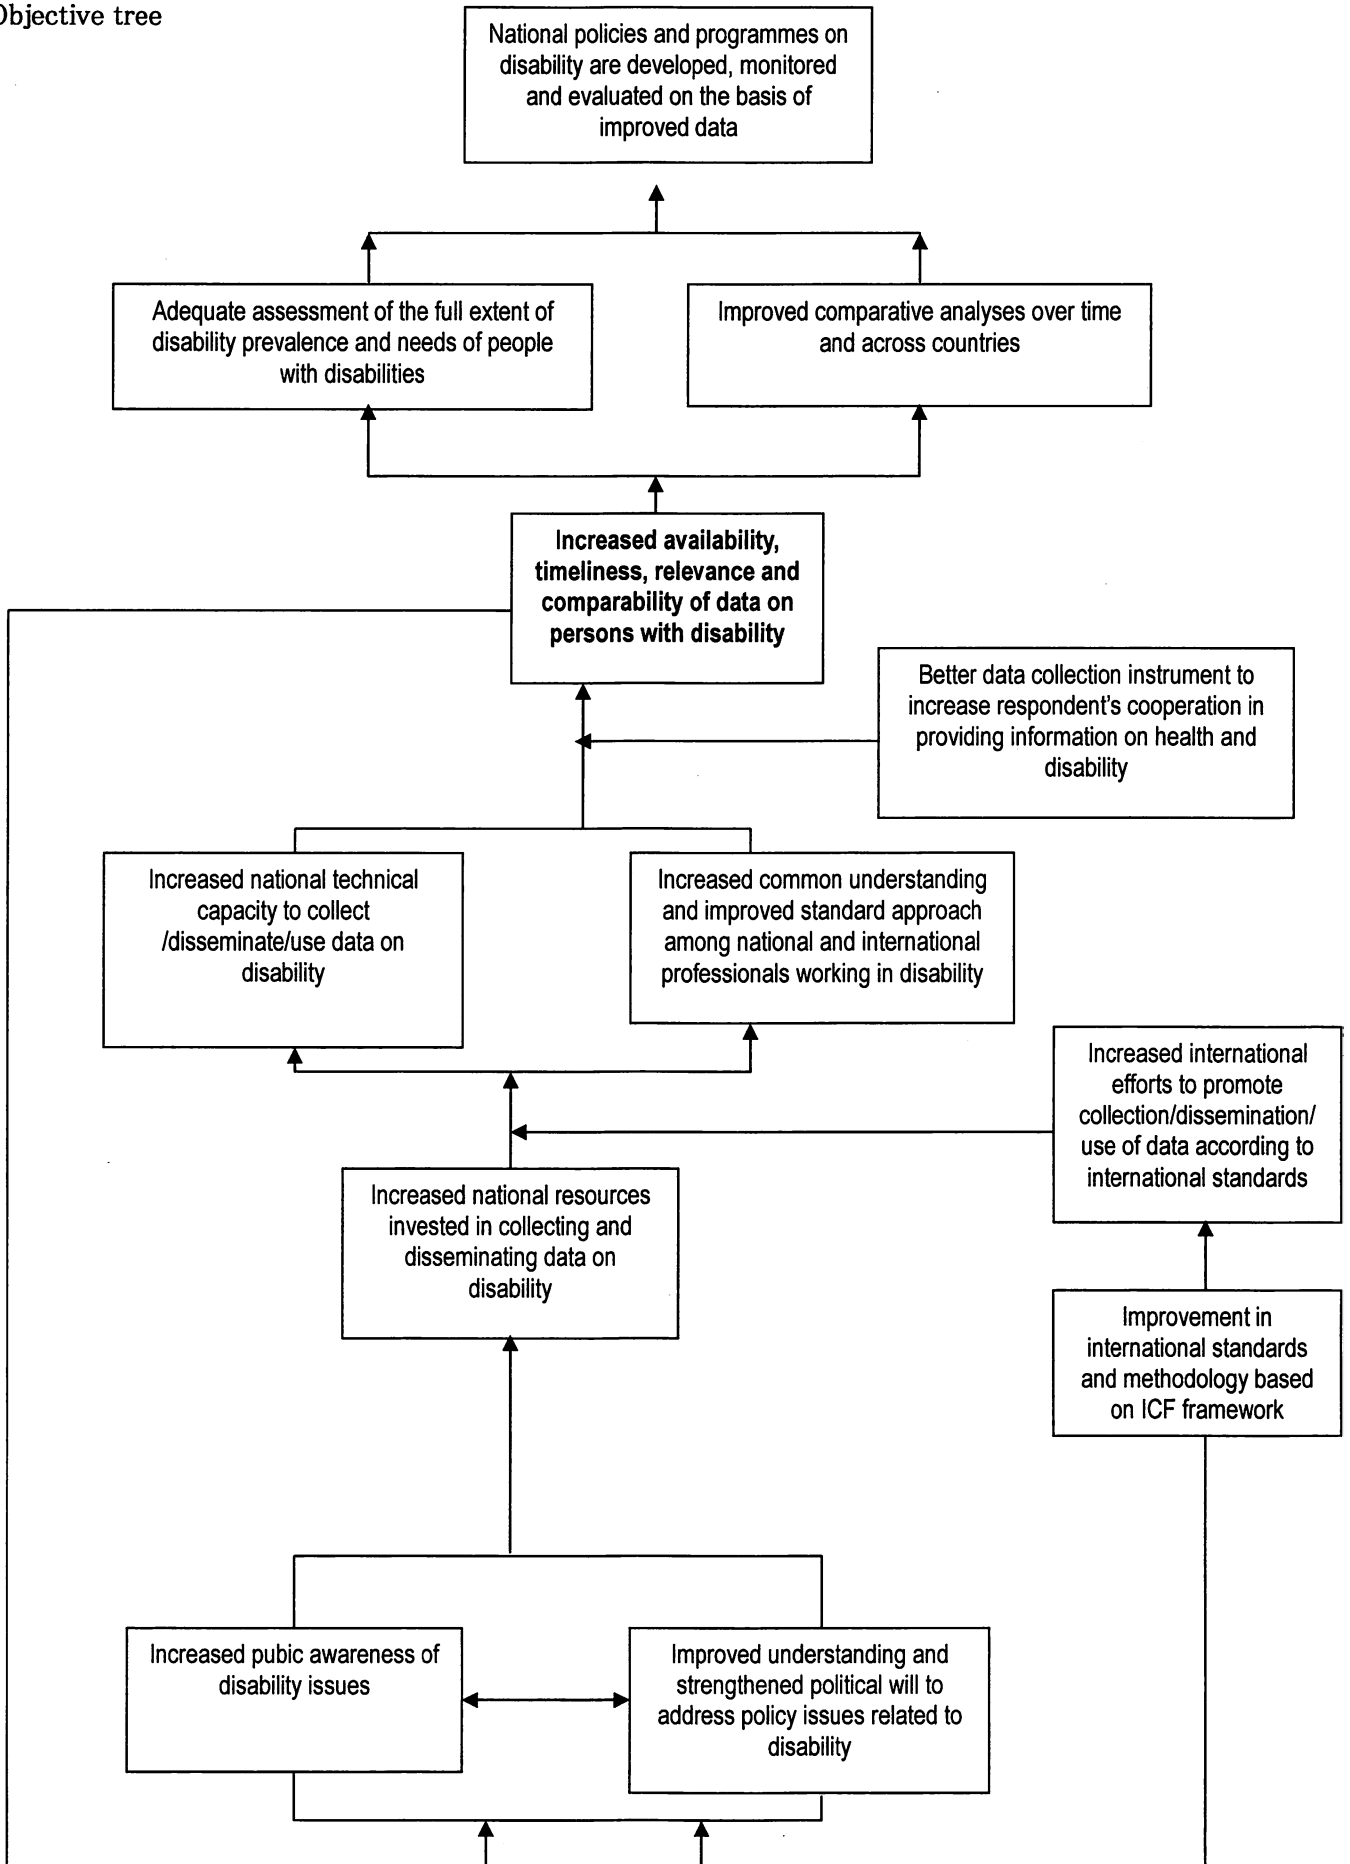 Objective tree
National policies and programmes on
disability are developed, monitored
and evaluated on the basis of
improved data
Adequate assessment of the full extent of
disability prevalence and needs of people
with disabilities
Improved comparative analyses over time
and across countries
Increased availability,
timeliness, relevance and
comparability of data on
persons with disability
Better data collection instrument to
increase respondent's cooperation in
providing information on health and
disability
Increased national technical
capacity to collect
/disseminate/use data on
disability
Increased common understanding
and improved standard approach
among national and international
professionals working in disability
Increased international
efforts to promote
collection/dissemination/
use of data according to
international standards
Increased national resources
invested in collecting and
disseminating data on
disability
Improvement in
international standards
and methodology based
on ICF framework
Increased pubic awareness of
disability issues
Improved understanding and
strengthened political will to
address policy issues related to
disability